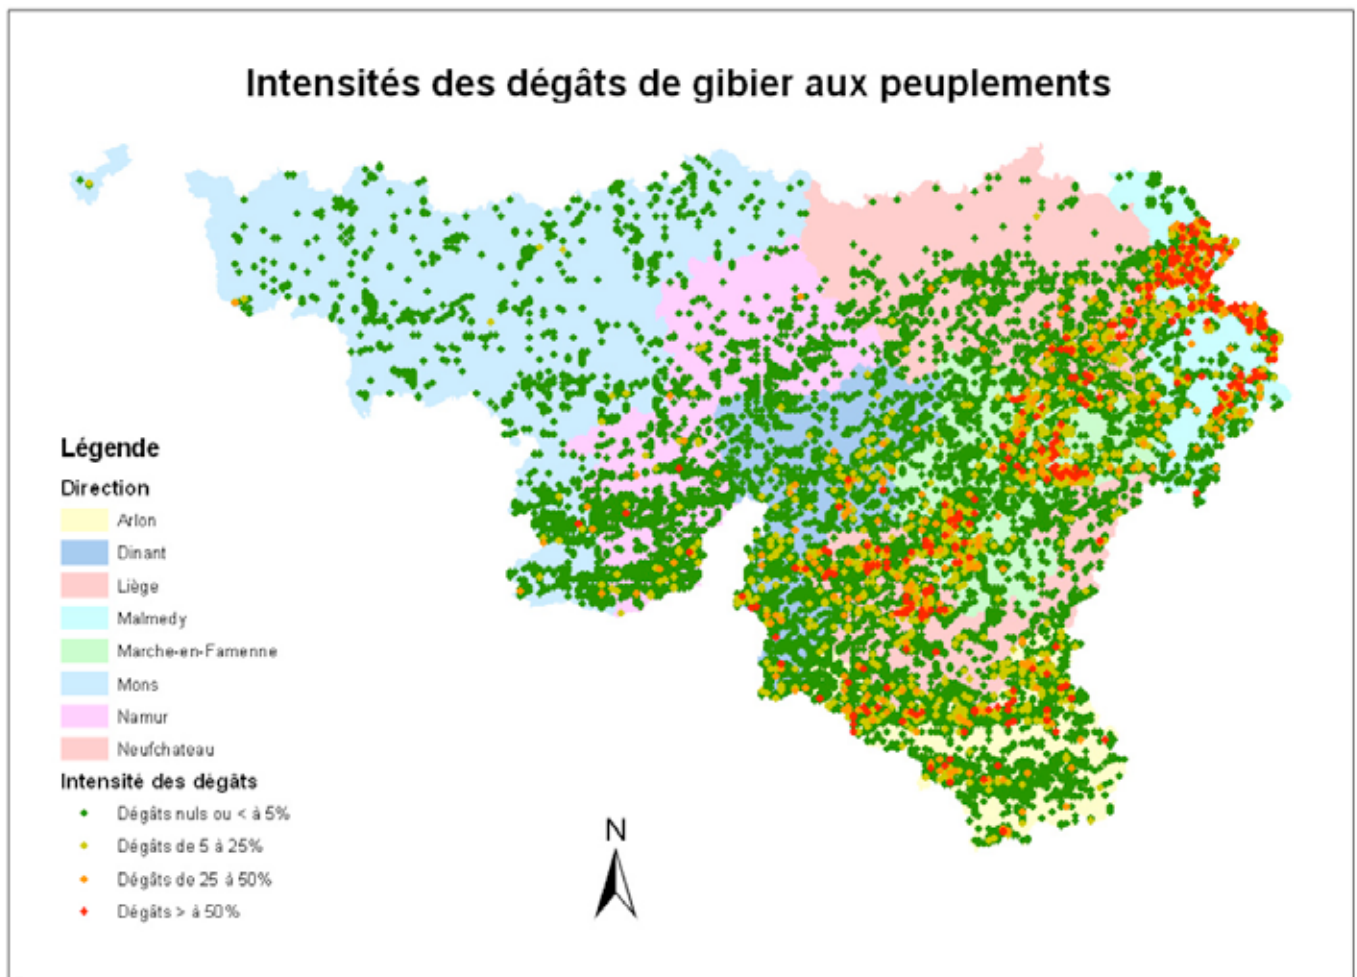 Intensités des dégâts de gibier aux peuplements
Légende
Direction
Arlon
Dinant
Liège
Malmedy
Marche-en-Famenne
Mons
Namur
Neufchateau
Intensité des dégâts
Dégâts nuls ou < à 5%
Dégâts de 5 à 25%
Dégâts de 25 à 50%
Dégâts > à 50%
N